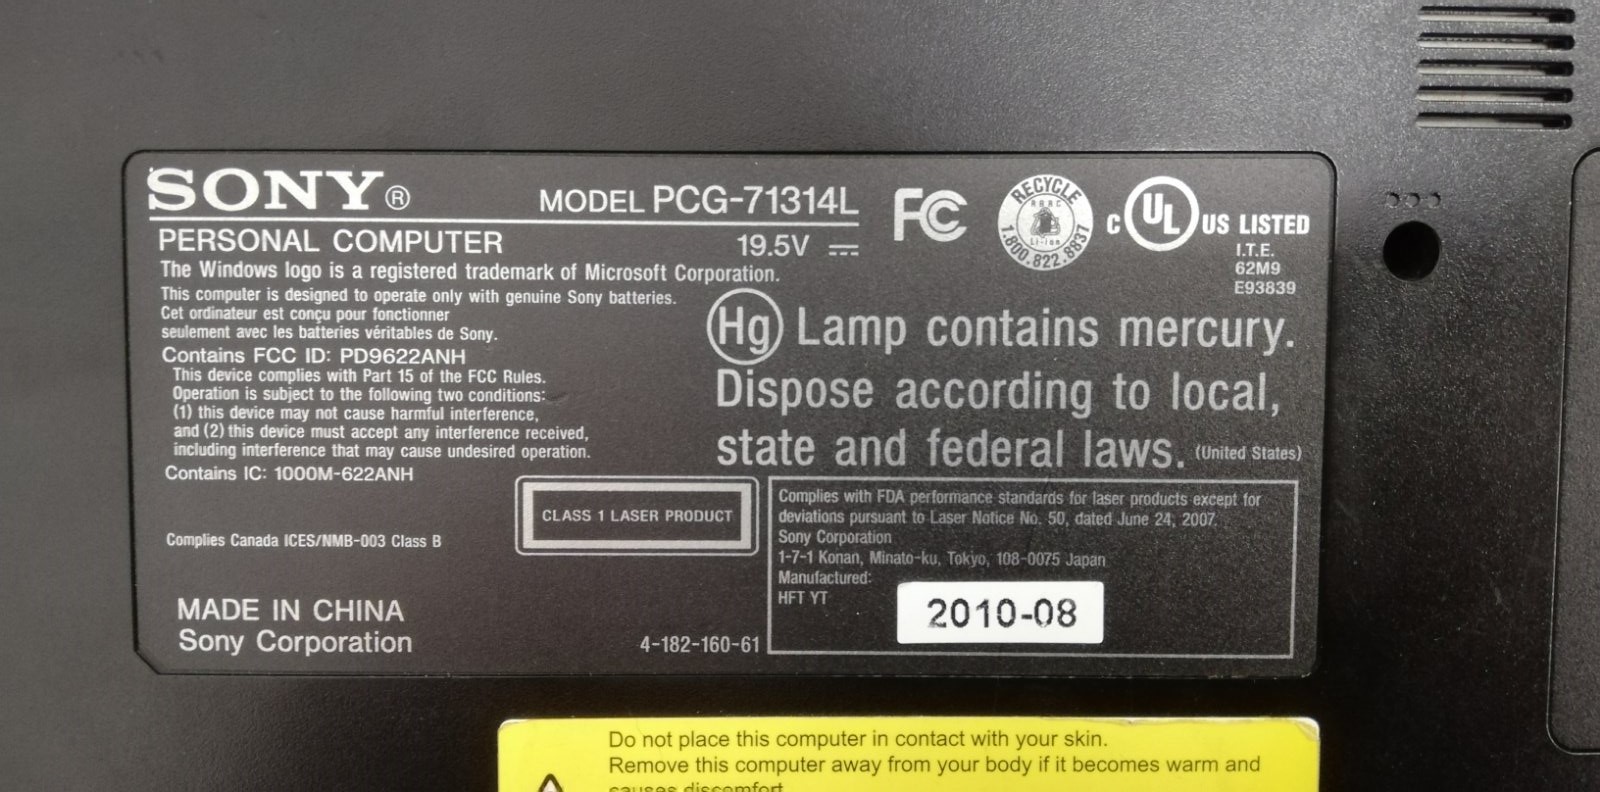 SONY®
MODEL PCG-71314L
PERSONAL COMPUTER
19.5V
The Windows logo is a registered trademark of Microsoft Corporation.
This computer is designed to operate only with genuine Sony batteries.
Cet ordinateur est conçu pour fonctionner
seulement avec les batteries véritables de Sony.
Contains FCC ID: PD9622ANH
This device complies with Part 15 of the FCC Rules.
Operation is subject to the following two conditions:
(1) this device may not cause harmful interference,
and (2) this device must accept any interference received,
including interference that may cause undesired operation.
Contains IC: 1000M-622ANH
Complies Canada ICES/NMB-003 Class B
MADE IN CHINA
Sony Corporation
4-182-160-61
CLASS 1 LASER PRODUCT
FC
RECYCLE
RBRC
Li-ion
1.800.822.8837
C UL US LISTED
I.T.E.
62M9
E93839
Hg Lamp contains mercury.
Dispose according to local,
state and federal laws. (United States)
Complies with FDA performance standards for laser products except for
deviations pursuant to Laser Notice No. 50, dated June 24, 2007.
Sony Corporation
1-7-1 Konan, Minato-ku, Tokyo, 108-0075 Japan
Manufactured:
HFT YT
2010-08
Do not place this computer in contact with your skin.
Remove this computer away from your body if it becomes warm and
causes discomfort